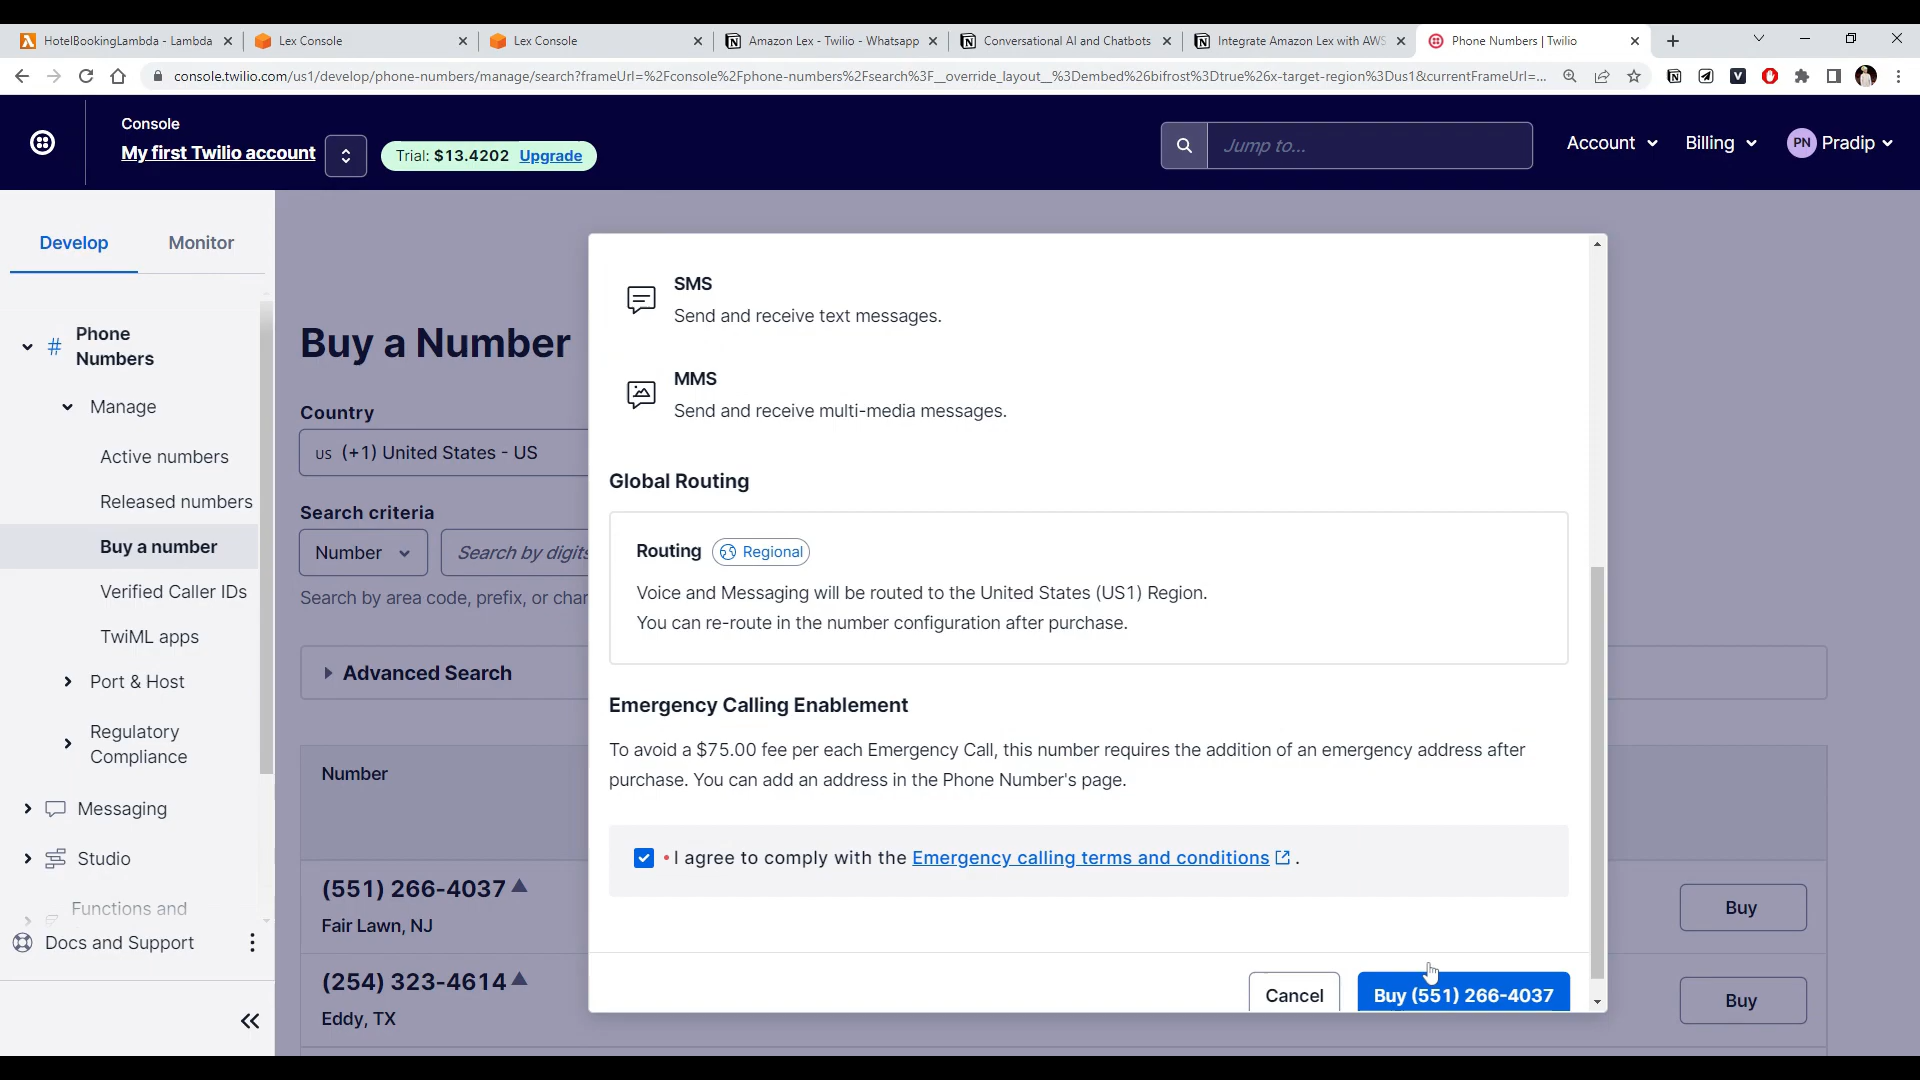 HotelBookingLambda - Lambda
Lex Console
Lex Console
Amazon Lex - Twilio - Whatsapp
Conversational AI and Chatbots
Integrate Amazon Lex with AWS
Phone Numbers | Twilio
console.twilio.com/us1/develop/phone-numbers/manage/search?frameUrl=%2Fconsole%2Fphone-numbers%2Fsearch%3F__override_layout__%3Dembed%26bifrost%3Dtrue%26x-target-region%3Dus1&currentFrameUrl=...
Console
My first Twilio account
Trial: $13.4202 Upgrade
Jump to...
Account
Billing
PN Pradip
Develop
Monitor
# Phone
Numbers
Manage
Active numbers
Released numbers
Buy a number
Verified Caller IDs
TwiML apps
Port & Host
Regulatory
Compliance
Messaging
Studio
Functions and
Docs and Support
Buy a Number
Country
US (+1) United States - US
Search criteria
Number
Search by digits
Search by area code, prefix, or char
Advanced Search
Number
(551) 266-4037
Fair Lawn, NJ
Buy
(254) 323-4614
Eddy, TX
Buy
SMS
Send and receive text messages.
MMS
Send and receive multi-media messages.
Global Routing
Routing Regional
Voice and Messaging will be routed to the United States (US1) Region.
You can re-route in the number configuration after purchase.
Emergency Calling Enablement
To avoid a $75.00 fee per each Emergency Call, this number requires the addition of an emergency address after
purchase. You can add an address in the Phone Number's page.
• I agree to comply with the Emergency calling terms and conditions .
Cancel
Buy (551) 266-4037